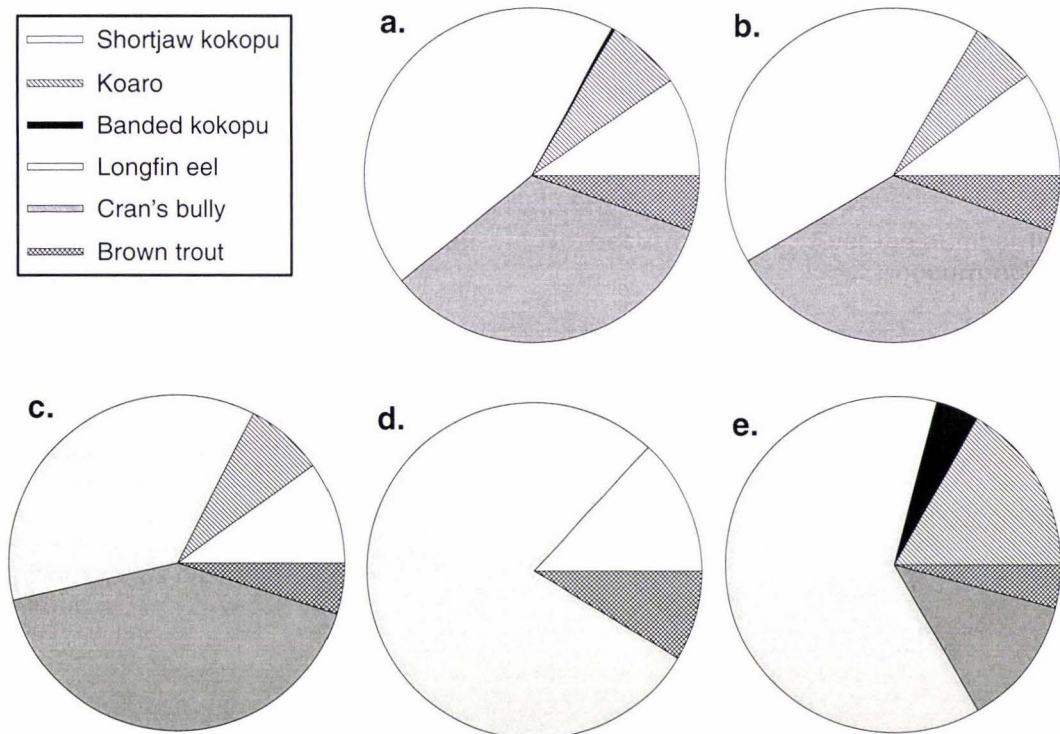 Shortjaw kokopu
Koaro
Banded kokopu
Longfin eel
Cran's bully
Brown trout
a.
b.
c.
d.
e.